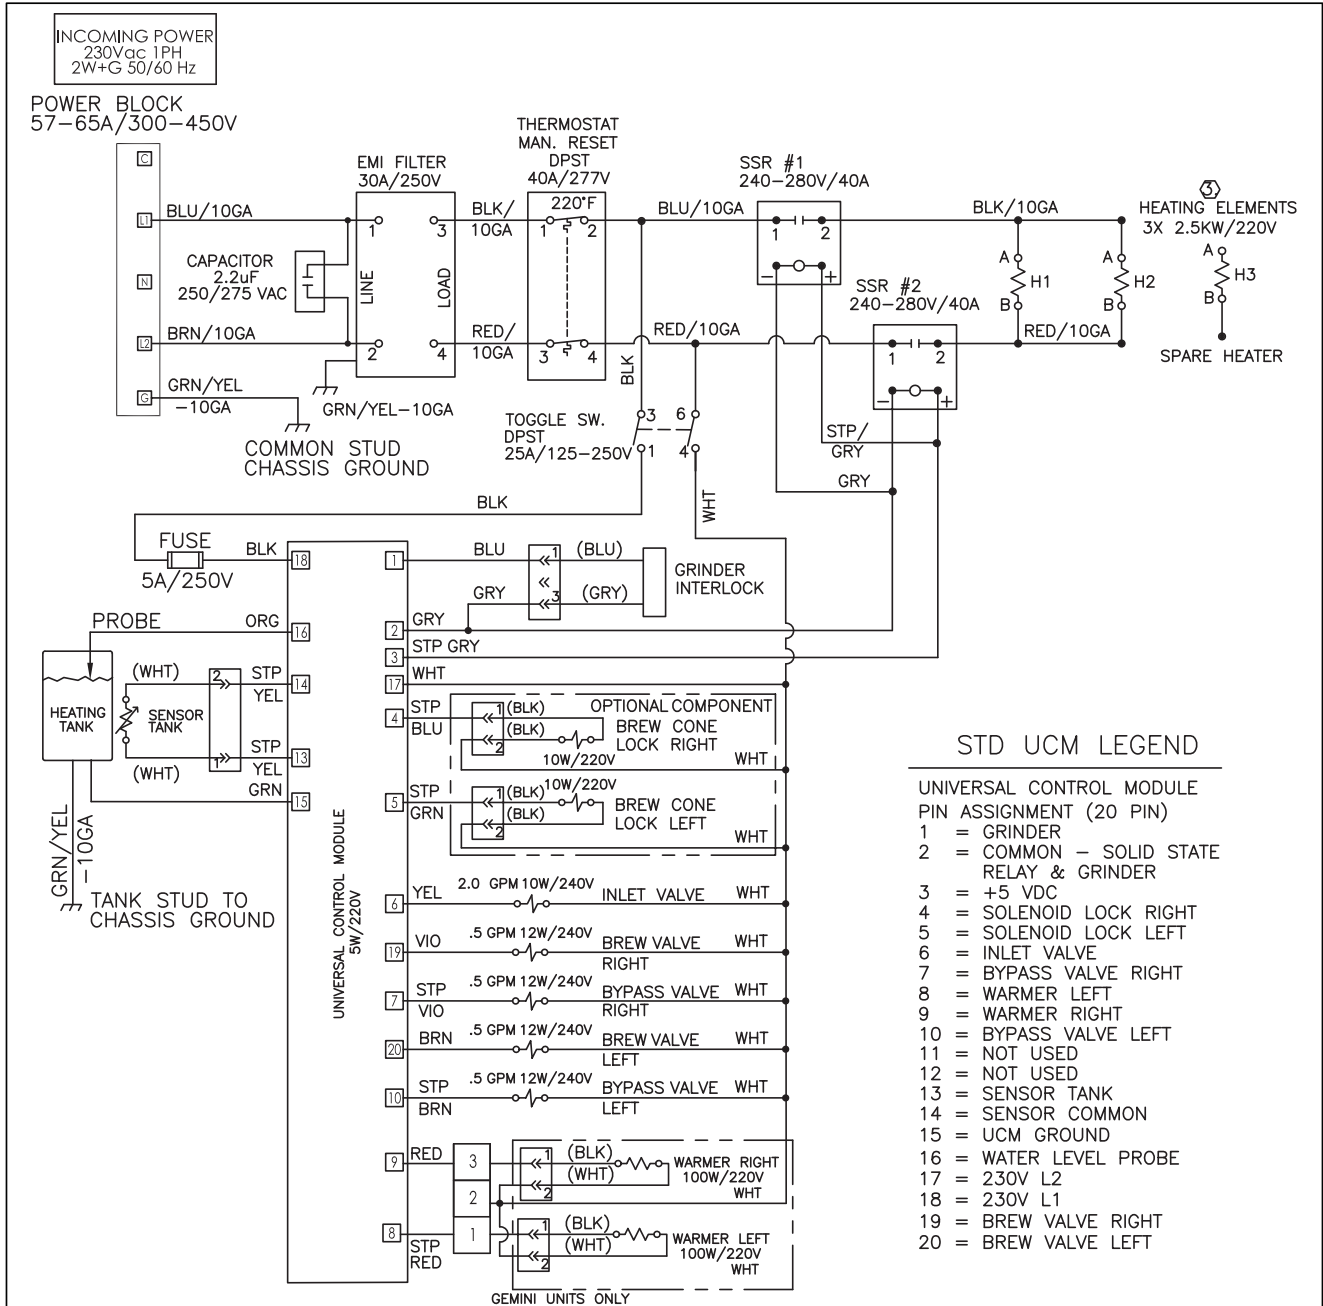 INCOMING POWER
230Vac 1PH
2W+G 50/60 Hz
POWER BLOCK
57-65A/300-450V
C
L1
N
L2
G
BLU/10GA
CAPACITOR
2.2uF
250/275 VAC
BRN/10GA
GRN/YEL
-10GA
COMMON STUD
CHASSIS GROUND
EMI FILTER
30A/250V
1
3
LINE
LOAD
2
4
GRN/YEL-10GA
BLK/
10GA
RED/
10GA
THERMOSTAT
MAN. RESET
DPST
40A/277V
220°F
1
2
3
4
BLU/10GA
RED/10GA
BLK
SSR #1
240-280V/40A
1
2
-
+
SSR #2
240-280V/40A
1
2
-
+
BLK/10GA
RED/10GA
3
HEATING ELEMENTS
3X 2.5KW/220V
A
H1
B
A
H2
B
A
H3
B
SPARE HEATER
TOGGLE SW.
DPST
25A/125-250V
3
6
1
4
STP/
GRY
GRY
BLK
WHT
FUSE
5A/250V
BLK
18
1
BLU
1
(BLU)
GRINDER
INTERLOCK
GRY
3
(GRY)
PROBE
ORG
16
2
GRY
3
STP GRY
17
WHT
HEATING
TANK
(WHT)
SENSOR
TANK
(WHT)
2
1
STP
YEL
14
STP
YEL
13
GRN
15
GRN/YEL
-10GA
TANK STUD TO
CHASSIS GROUND
UNIVERSAL CONTROL MODULE
5W/220V
4
STP
BLU
OPTIONAL COMPONENT
1
(BLK)
2
(BLK)
BREW CONE
LOCK RIGHT
10W/220V
WHT
5
STP
GRN
1
(BLK)
2
(BLK)
10W/220V
BREW CONE
LOCK LEFT
WHT
6
YEL
2.0 GPM 10W/240V
INLET VALVE
WHT
19
VIO
.5 GPM 12W/240V
BREW VALVE
RIGHT
WHT
7
STP
VIO
.5 GPM 12W/240V
BYPASS VALVE
RIGHT
WHT
20
BRN
.5 GPM 12W/240V
BREW VALVE
LEFT
WHT
10
STP
BRN
.5 GPM 12W/240V
BYPASS VALVE
LEFT
WHT
9
RED
3
2
1
8
STP
RED
1
(BLK)
2
(WHT)
WARMER RIGHT
100W/220V
WHT
1
(BLK)
2
(WHT)
WARMER LEFT
100W/220V
WHT
GEMINI UNITS ONLY
STD UCM LEGEND
UNIVERSAL CONTROL MODULE
PIN ASSIGNMENT (20 PIN)
1 = GRINDER
2 = COMMON - SOLID STATE
RELAY & GRINDER
3 = +5 VDC
4 = SOLENOID LOCK RIGHT
5 = SOLENOID LOCK LEFT
6 = INLET VALVE
7 = BYPASS VALVE RIGHT
8 = WARMER LEFT
9 = WARMER RIGHT
10 = BYPASS VALVE LEFT
11 = NOT USED
12 = NOT USED
13 = SENSOR TANK
14 = SENSOR COMMON
15 = UCM GROUND
16 = WATER LEVEL PROBE
17 = 230V L2
18 = 230V L1
19 = BREW VALVE RIGHT
20 = BREW VALVE LEFT